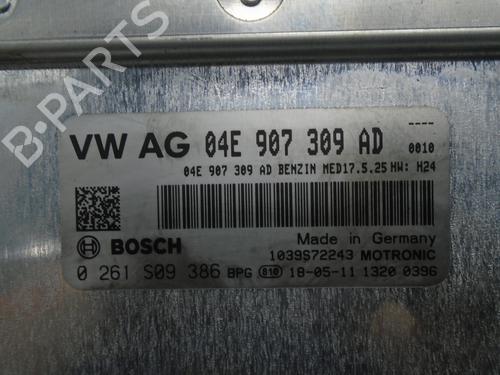 B-PARTS
----
VW AG 04E 907 309 AD 0010
04E 907 309 AD BENZIN MED17.5.25 HW: H24
BOSCH
Made in Germany
1039S72243 MOTRONIC
0 261 S09 386 BPG 810 18-05-11 1320 0396